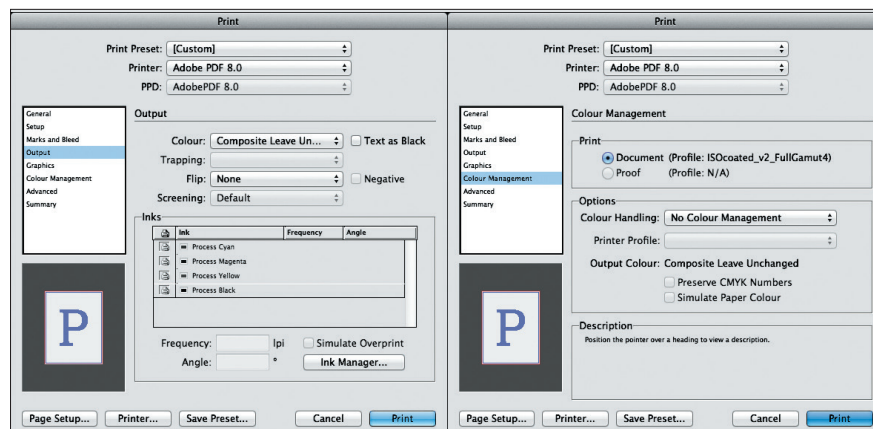 Print
Print Preset: [Custom]
Printer: Adobe PDF 8.0
PPD: AdobePDF 8.0
General
Setup
Marks and Bleed
Output
Graphics
Colour Management
Advanced
Summary
Output
Colour: Composite Leave Un... Text as Black
Trapping:
Flip: None Negative
Screening: Default
Inks
Ink Frequency Angle
Process Cyan
Process Magenta
Process Yellow
Process Black
Frequency: lpi Simulate Overprint
Angle: ° Ink Manager...
P
Page Setup... Printer... Save Preset... Cancel Print
Print
Print Preset: [Custom]
Printer: Adobe PDF 8.0
PPD: AdobePDF 8.0
General
Setup
Marks and Bleed
Output
Graphics
Colour Management
Advanced
Summary
Colour Management
Print
Document (Profile: ISOcoated_v2_FullGamut4)
Proof (Profile: N/A)
Options
Colour Handling: No Colour Management
Printer Profile:
Output Colour: Composite Leave Unchanged
Preserve CMYK Numbers
Simulate Paper Colour
Description
Position the pointer over a heading to view a description.
P
Page Setup... Printer... Save Preset... Cancel Print